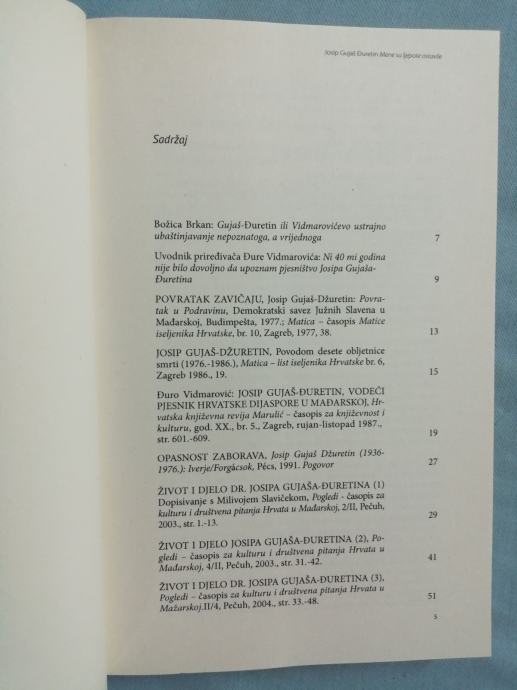 Josip Gujaš Đuretin Mene su ljepote ostavile
Sadržaj
Božica Brkan: Gujaš-Đuretin ili Vidmarovićevo ustrajno
ubaštinjavanje nepoznatoga, a vrijednoga 7
Uvodnik priređivača Đure Vidmarovića: Ni 40 mi godina
nije bilo dovoljno da upoznam pjesništvo Josipa Gujaša-
Đuretina 9
POVRATAK ZAVIČAJU, Josip Gujaš-Džuretin: Povra-
tak u Podravinu, Demokratski savez Južnih Slavena u
Mađarskoj, Budimpešta, 1977.; Matica – časopis Matice
iseljenika Hrvatske, br. 10, Zagreb, 1977, 38. 13
JOSIP GUJAŠ-DŽURETIN, Povodom desete obljetnice
smrti (1976.-1986.), Matica – list iseljenika Hrvatske br. 6,
Zagreb 1986., 19. 15
Đuro Vidmarović: JOSIP GUJAŠ-ĐURETIN, VODEĆI
PJESNIK HRVATSKE DIJASPORE U MAĐARSKOJ, Hr-
vatska književna revija Marulić – časopis za književnost i
kulturu, god. XX., br. 5., Zagreb, rujan-listopad 1987.,
str. 601.-609. 19
OPASNOST ZABORAVA, Josip Gujaš Džuretin (1936-
1976.): Iverje/Forgácsok, Pécs, 1991. Pogovor 27
ŽIVOT I DJELO DR. JOSIPA GUJAŠA-ĐURETINA (1)
Dopisivanje s Milivojem Slavičekom, Pogledi - časopis za
kulturu i društvena pitanja Hrvata u Mađarskoj, 2/II, Pečuh,
2003., str. 1.-13. 29
ŽIVOT I DJELO JOSIPA GUJAŠA-ĐURETINA (2), Po-
gledi – časopis za kulturu i društvena pitanja Hrvata u
Mađarskoj, 4/II, Pečuh, 2003., str. 31.-42. 41
ŽIVOT I DJELO DR. JOSIPA GUJAŠA-ĐURETINA (3),
Pogledi – časopis za kulturu i društvena pitanja Hrvata u
Mažarskoj.II/4, Pečuh, 2004., str. 33.-48. 51
5